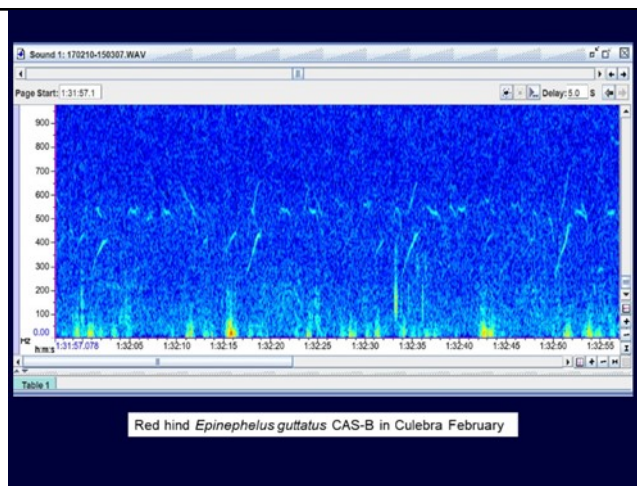 Sound 1: 170210-150307.WAV
Page Start: 1:31:57.1
Delay: 5.0 S
900
800
700
600
500
400
300
200
100
0.00
Hz
h:m:s 1:31:57.078 1:32:05 1:32:10 1:32:15 1:32:20 1:32:25 1:32:30 1:32:35 1:32:40 1:32:45 1:32:50 1:32:55
Table 1
Red hind Epinephelus guttatus CAS-B in Culebra February